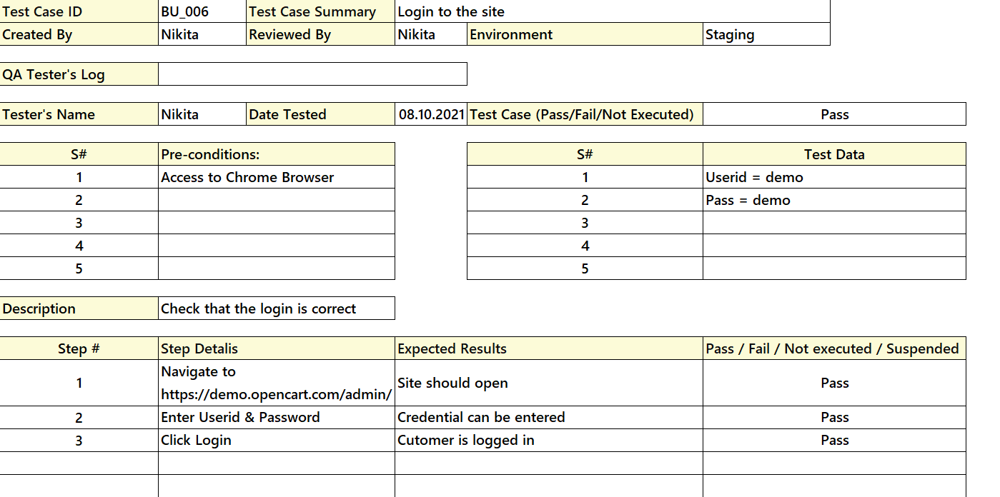 Test Case ID BU_006 Test Case Summary Login to the site
Created By Nikita Reviewed By Nikita Environment Staging
QA Tester's Log
Tester's Name Nikita Date Tested 08.10.2021 Test Case (Pass/Fail/Not Executed) Pass
S# Pre-conditions: S# Test Data
1 Access to Chrome Browser 1 Userid = demo
2 2 Pass = demo
3 3
4 4
5 5
Description Check that the login is correct
Step # Step Detalis Expected Results Pass / Fail / Not executed / Suspended
1 Navigate to
https://demo.opencart.com/admin/ Site should open Pass
2 Enter Userid & Password Credential can be entered Pass
3 Click Login Cutomer is logged in Pass